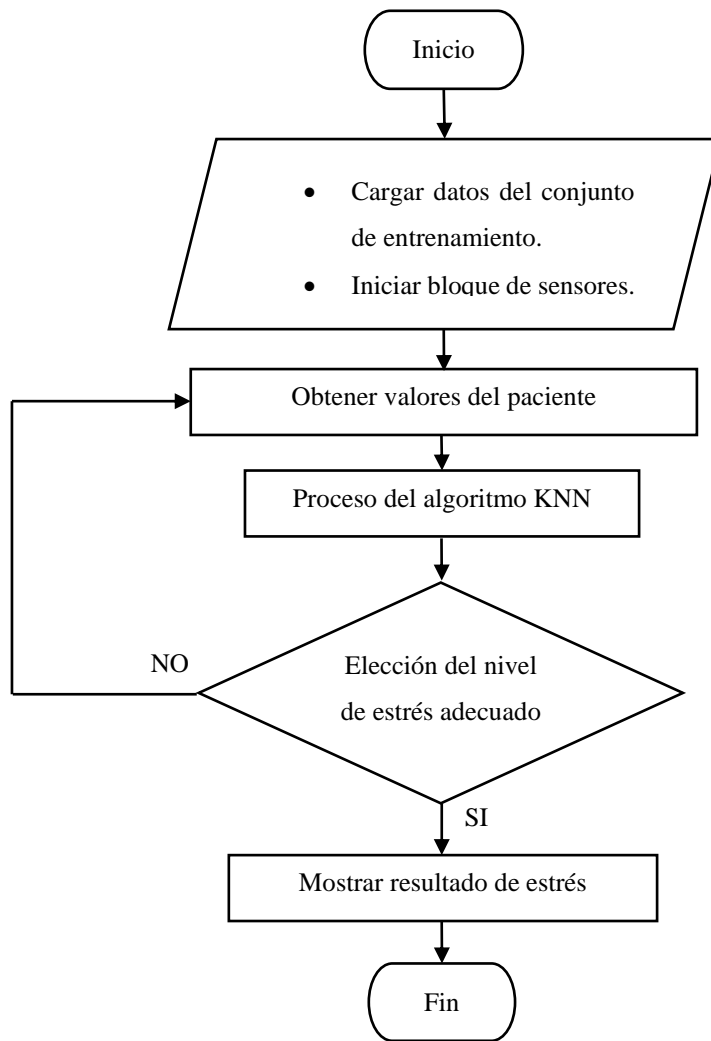 Inicio
• Cargar datos del conjunto
de entrenamiento.
• Iniciar bloque de sensores.
Obtener valores del paciente
Proceso del algoritmo KNN
NO
Elección del nivel
de estrés adecuado
SI
Mostrar resultado de estrés
Fin